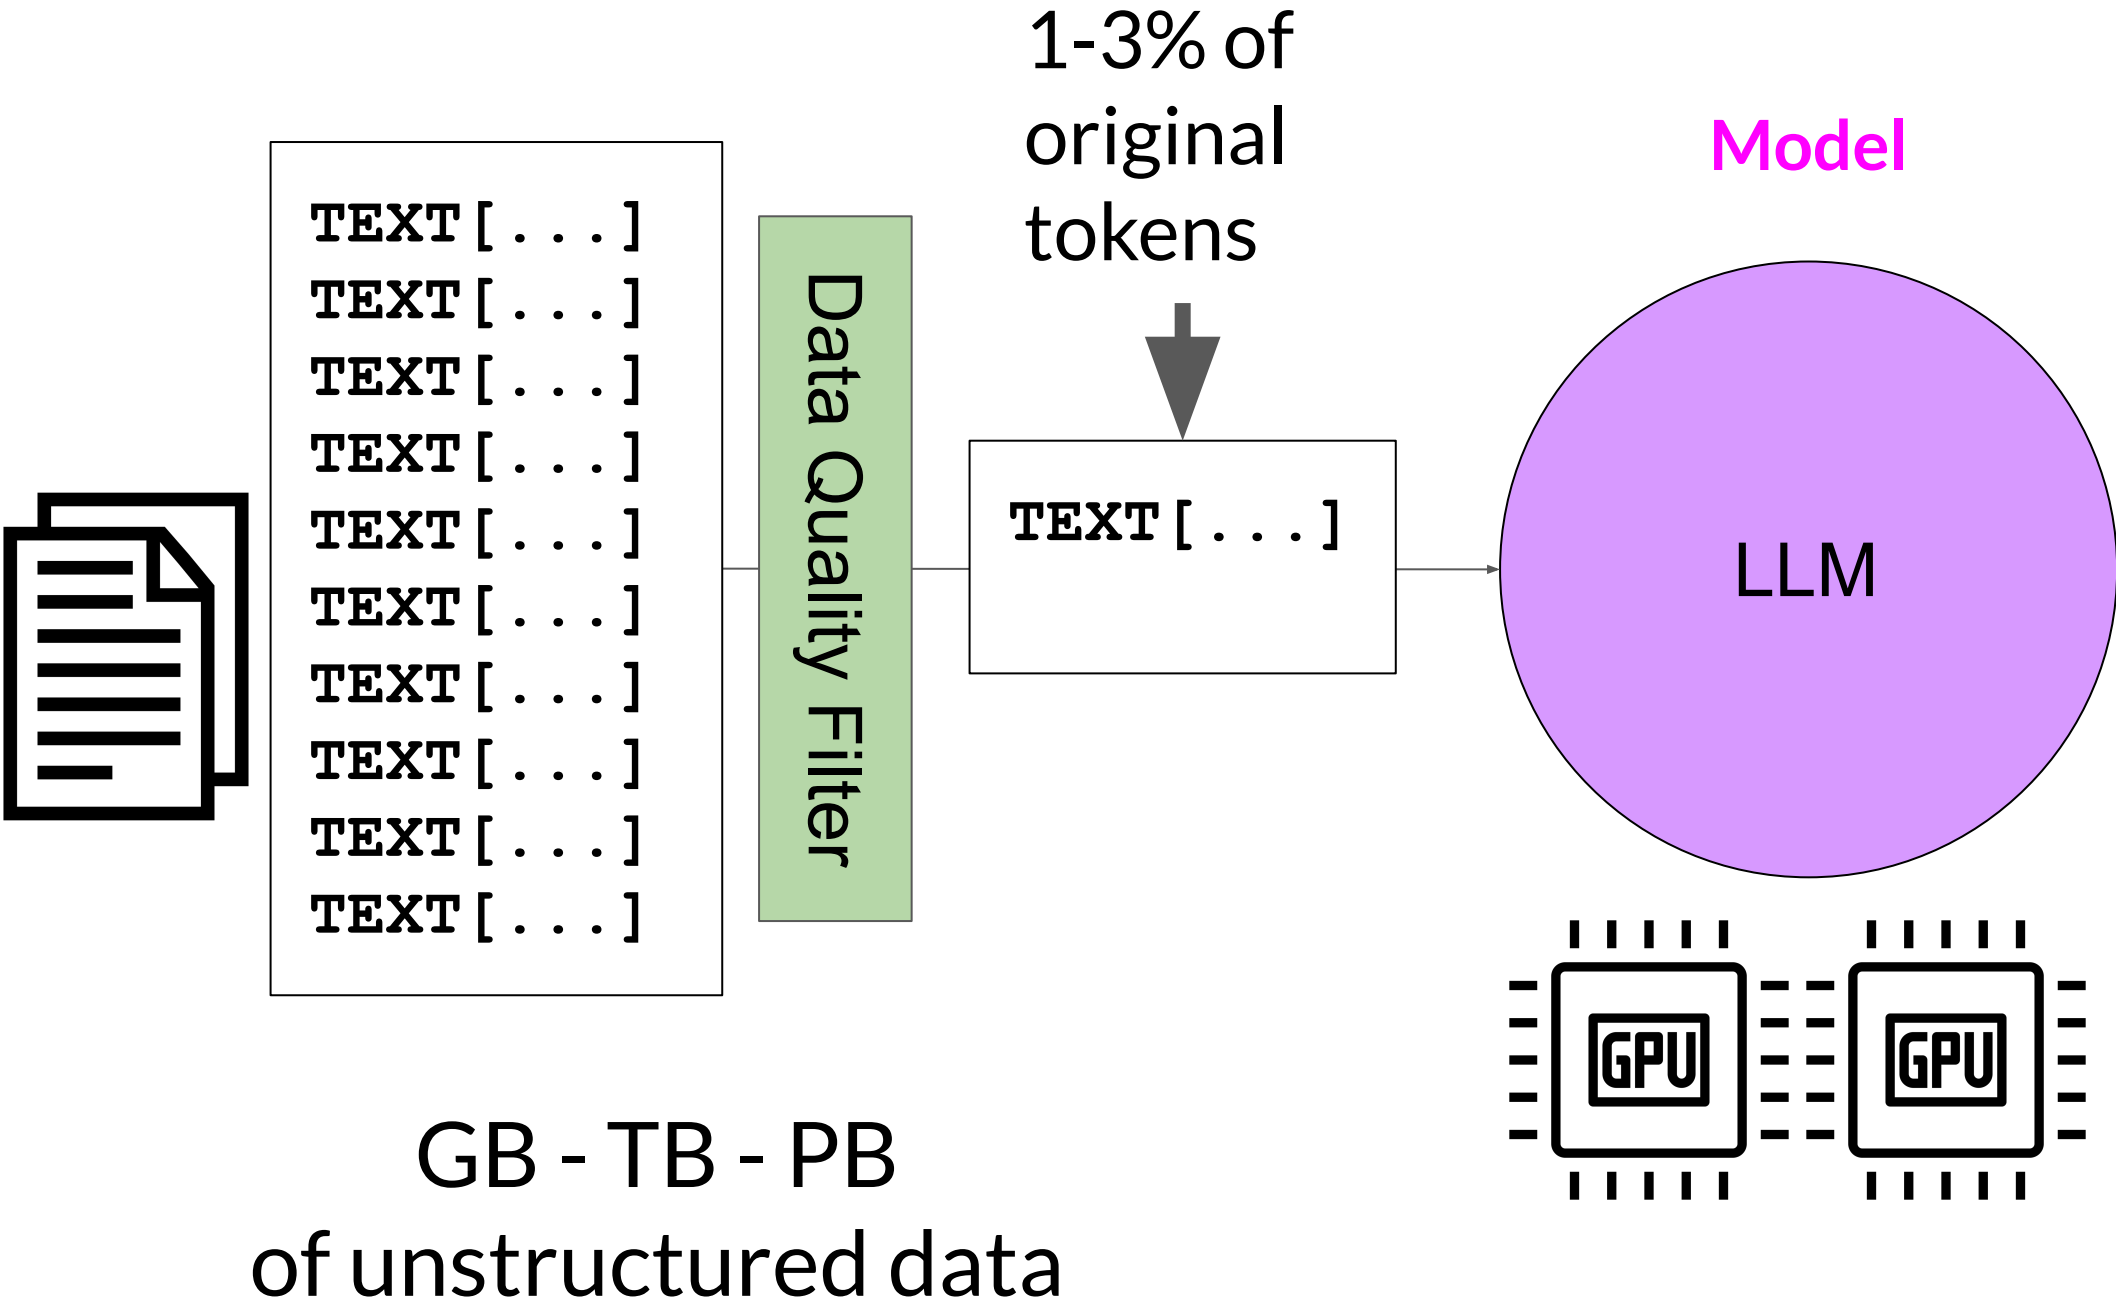 TEXT[...]
TEXT[...]
TEXT[...]
TEXT[...]
TEXT[...]
TEXT[...]
TEXT[...]
TEXT[...]
TEXT[...]
TEXT[...]
GB - TB - PB
of unstructured data
Data Quality Filter
1-3% of
original
tokens
TEXT[...]
Model
LLM
GPU
GPU